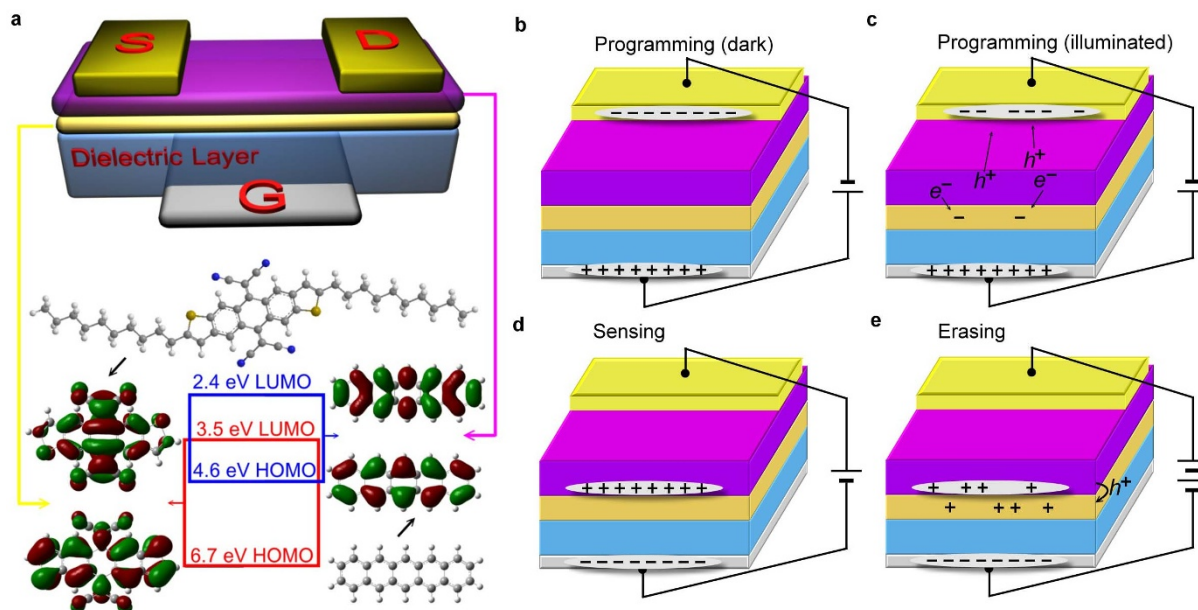 a
S
D
Dielectric Layer
G
2.4 eV LUMO
3.5 eV LUMO
4.6 eV HOMO
6.7 eV HOMO
b
Programming (dark)
- - - - - - - -
+ + + + + + + +
c
Programming (illuminated)
- - - - - -
h⁺
h⁺
e⁻
e⁻
- -
+ + + + + + + +
d
Sensing
+ + + + + + + +
- - - - - - - -
e
Erasing
+ + + +
h⁺
+ + + +
- - - - - - - -